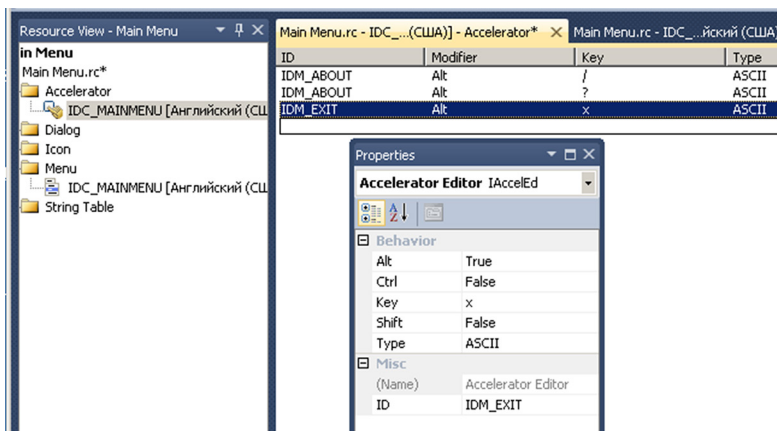 Resource View - Main Menu
in Menu
Main Menu.rc*
Accelerator
IDC_MAINMENU [Английский (СШ
Dialog
Icon
Menu
IDC_MAINMENU [Английский (СШ
String Table
Main Menu.rc - IDC_...(США)] - Accelerator*
Main Menu.rc - IDC_...йский (США)
ID Modifier Key Type
IDM_ABOUT Alt / ASCII
IDM_ABOUT Alt ? ASCII
IDM_EXIT Alt x ASCII
Properties
Accelerator Editor IAccelEd
Behavior
Alt True
Ctrl False
Key x
Shift False
Type ASCII
Misc
(Name) Accelerator Editor
ID IDM_EXIT